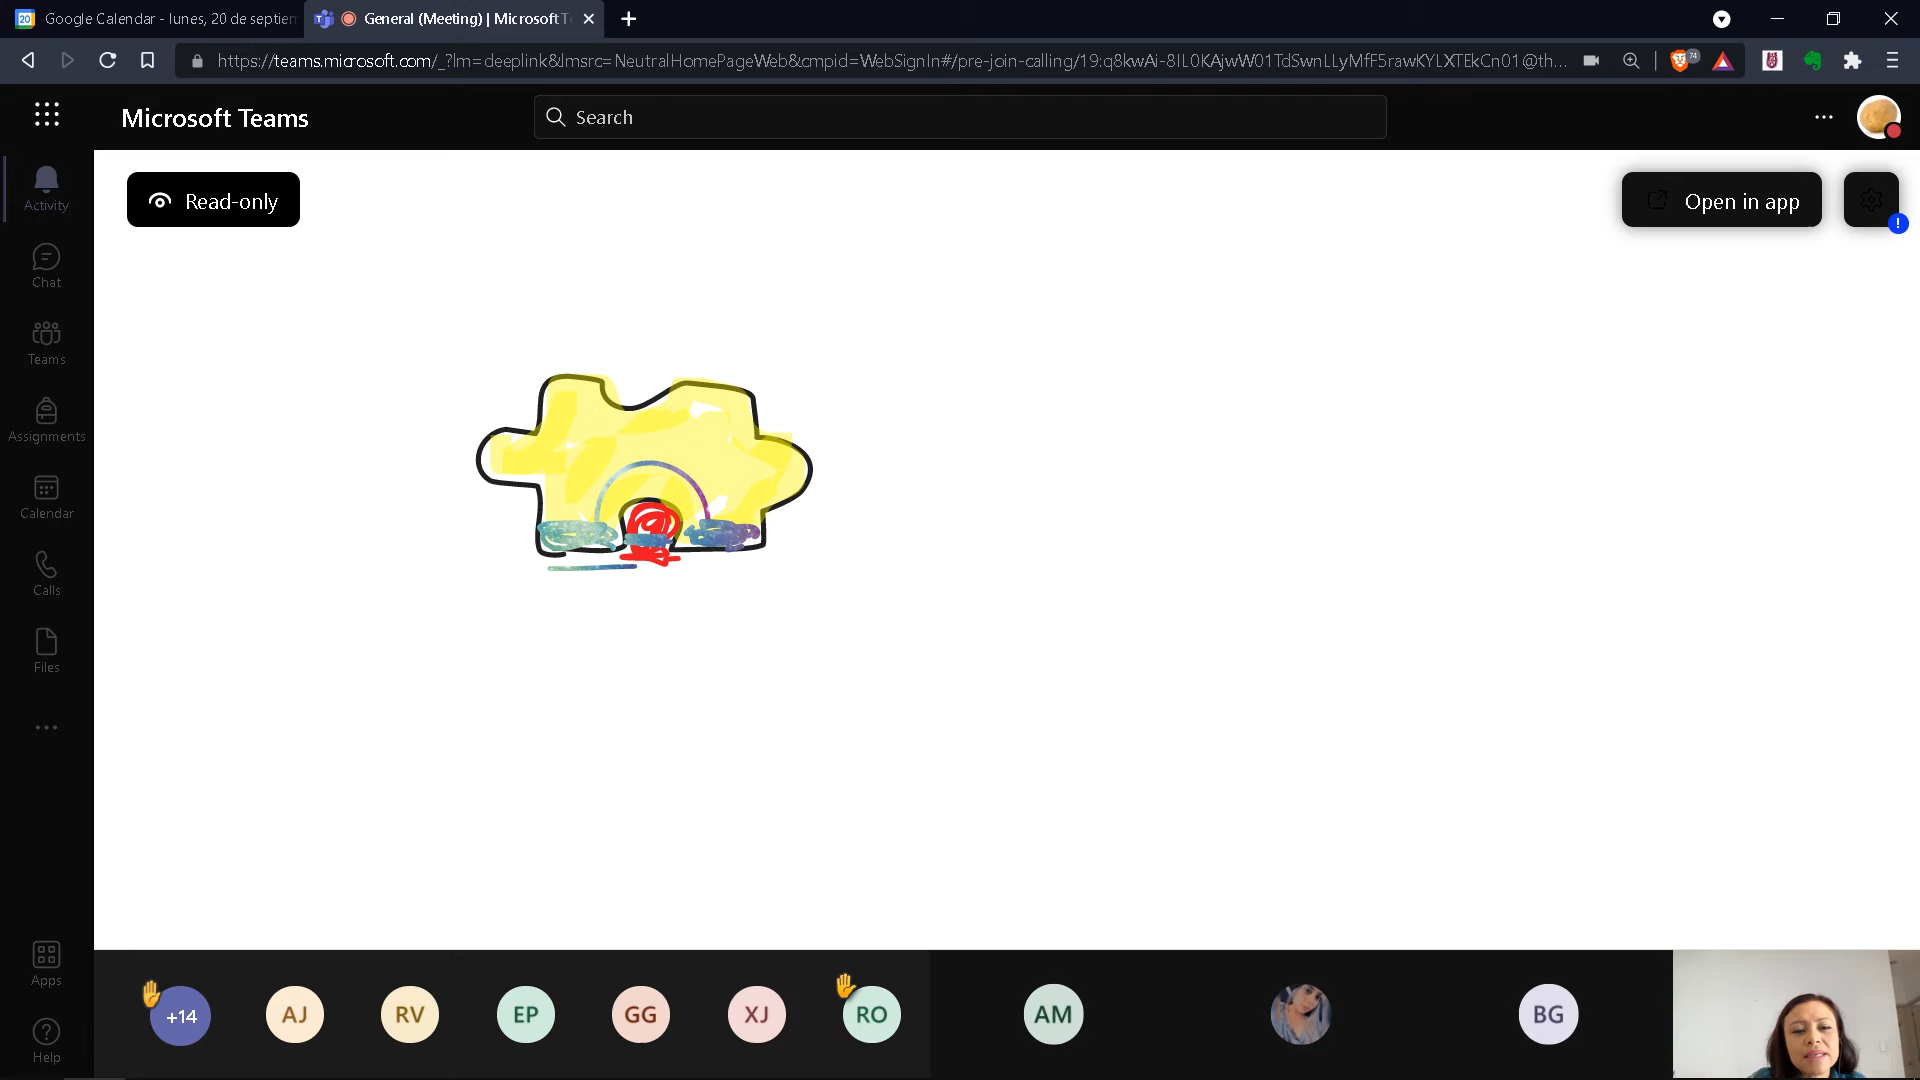 Google Calendar - lunes, 20 de septiem
General (Meeting) | Microsoft T
https://teams.microsoft.com/_?lm=deeplink&lmsrc=NeutralHomePageWeb&cmpid=WebSignIn#/pre-join-calling/19:q8kwAi-8IL0KAjwW01TdSwnLLyMfF5rawKYLXTEkCn01@th...
74
Microsoft Teams
Search
Activity
Chat
Teams
Assignments
Calendar
Calls
Files
Apps
Help
Read-only
Open in app
!
+14
AJ
RV
EP
GG
XJ
RO
AM
BG